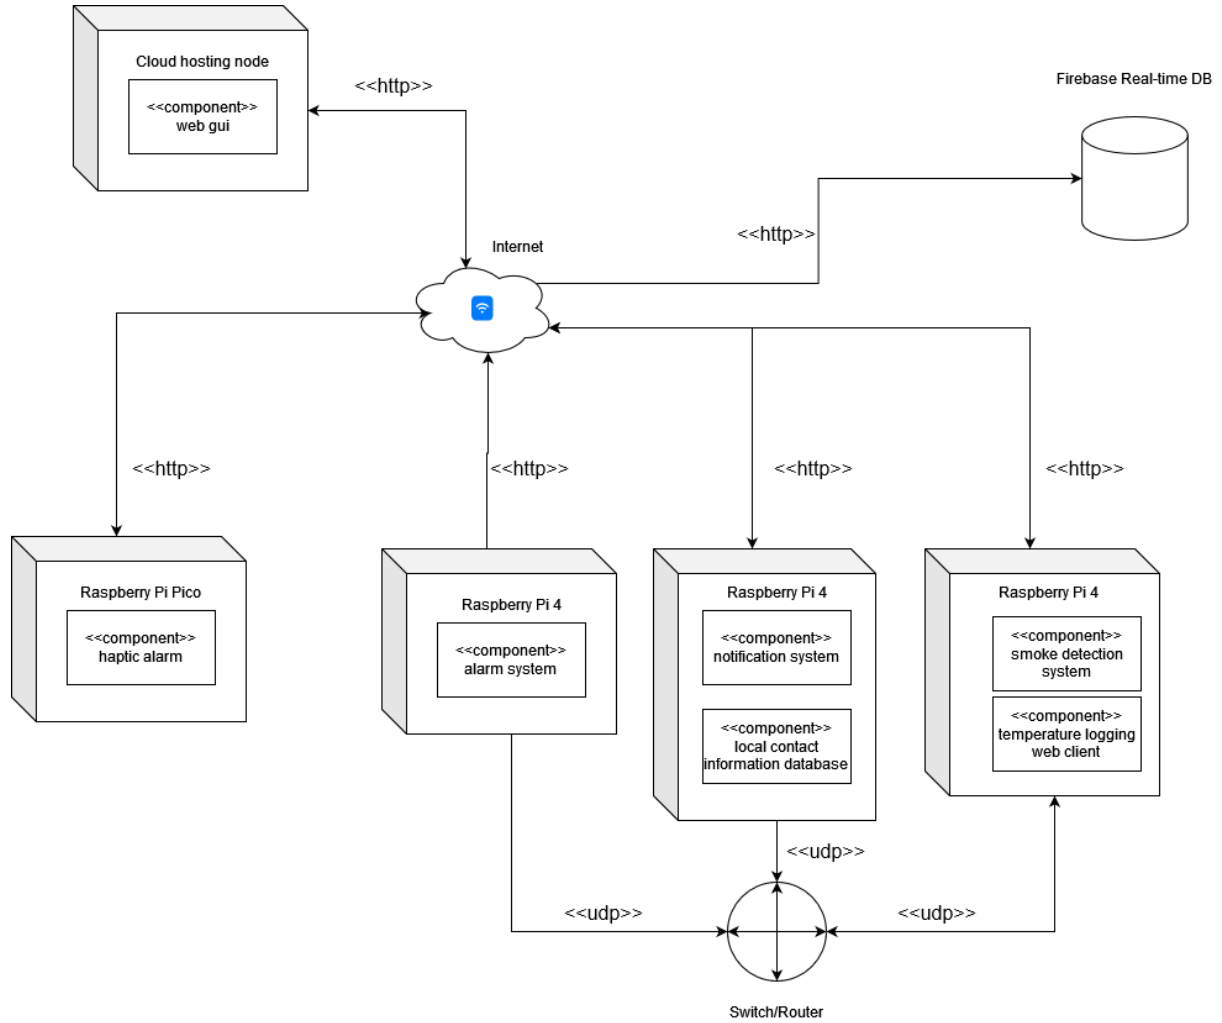 Cloud hosting node
<<component>>
web gui
<<http>>
Firebase Real-time DB
<<http>>
Internet
<<http>>
<<http>>
<<http>>
<<http>>
Raspberry Pi Pico
<<component>>
haptic alarm
Raspberry Pi 4
<<component>>
alarm system
Raspberry Pi 4
<<component>>
notification system
<<component>>
local contact
information database
Raspberry Pi 4
<<component>>
smoke detection
system
<<component>>
temperature logging
web client
<<udp>>
<<udp>>
<<udp>>
Switch/Router